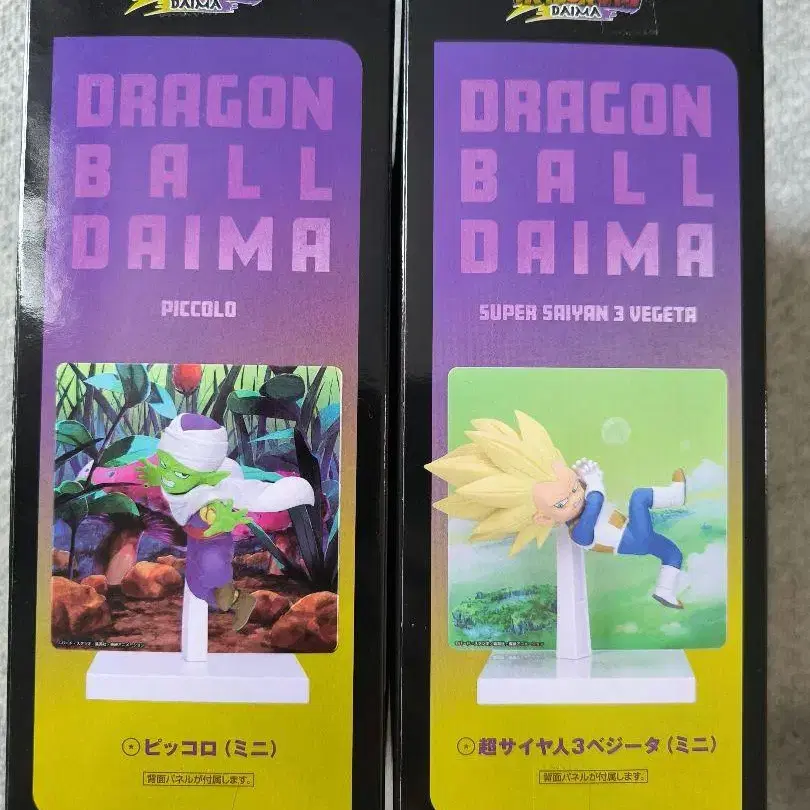 DAIMA
DRAGON
BALL
DAIMA
PICCOLO
ピッコロ(ミニ)
背面パネルが付属します。
DAIMA
DRAGON
BALL
DAIMA
SUPER SAIYAN 3 VEGETA
超サイヤ人3ベジータ(ミニ)
背面パネルが付属します。